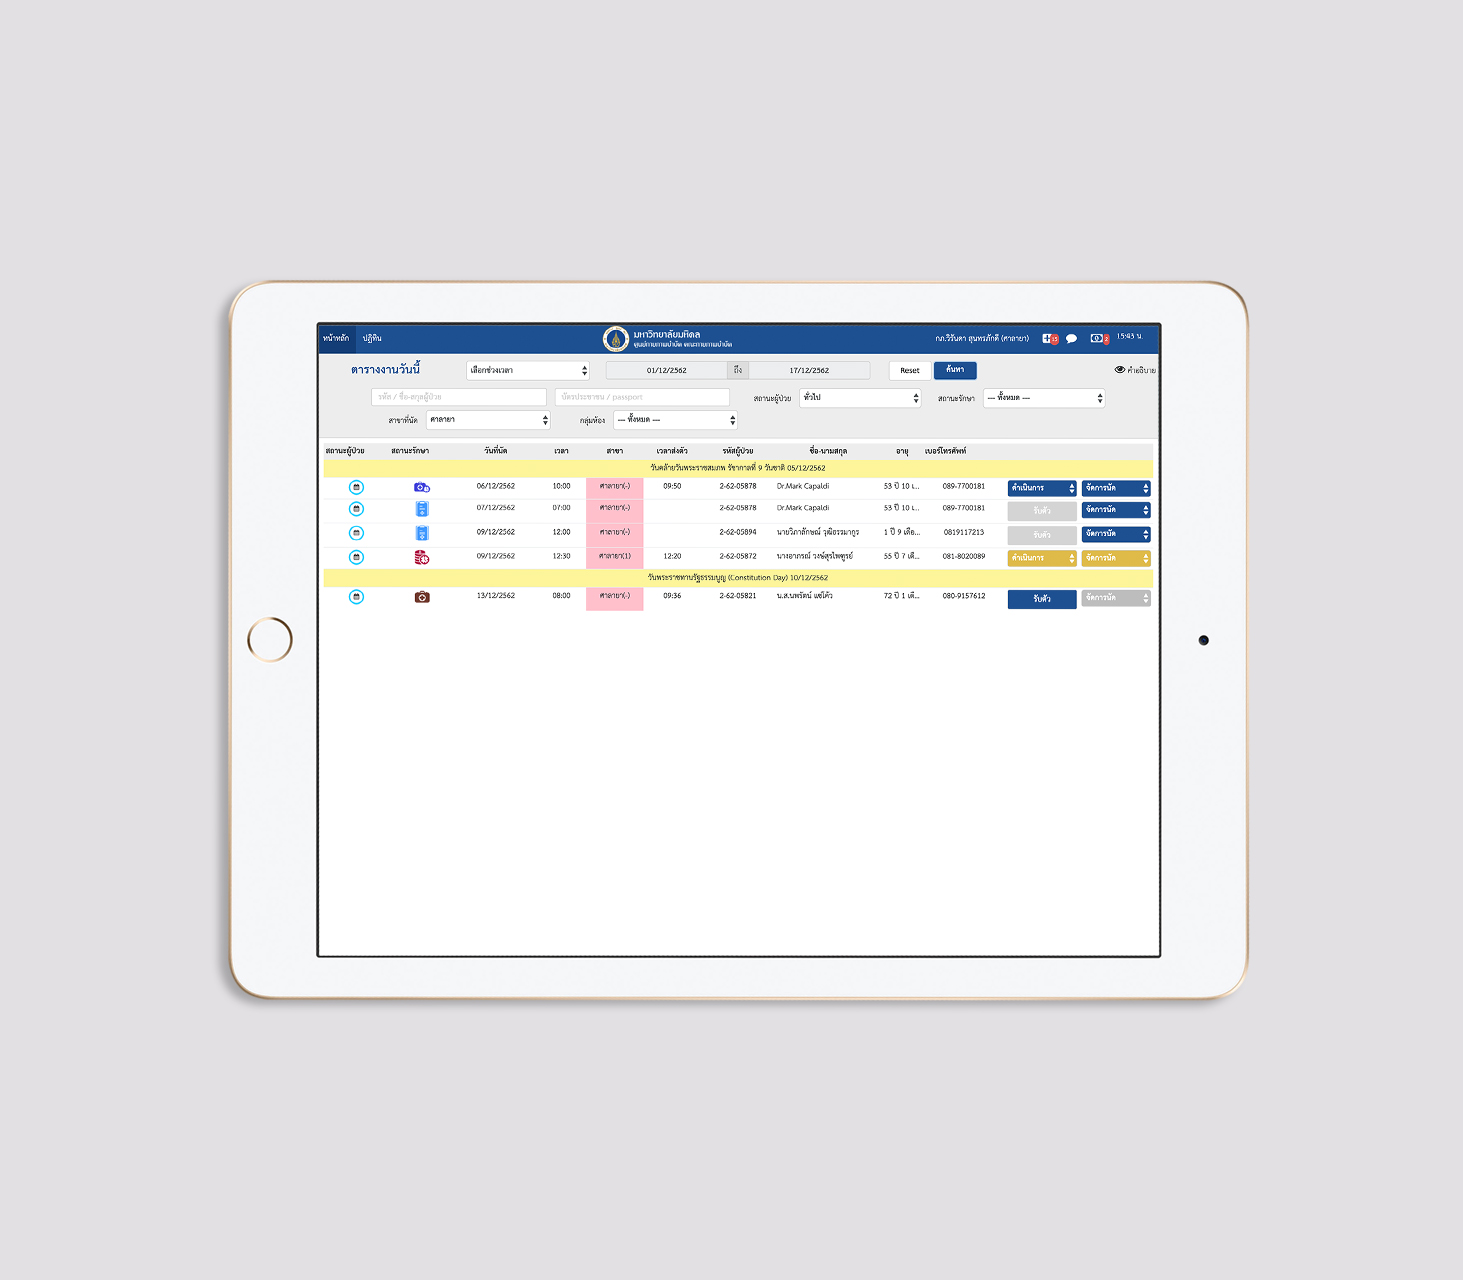 หน้าหลัก ปฏิทิน
มหาวิทยาลัยมหิดล
ศูนย์กายภาพบำบัด คณะกายภาพบำบัด
กภ.วิรันดา สุนทรภักดี (ศาลายา) 15 2 15:43 น.
ตารางงานวันนี้ เลือกช่วงเวลา 01/12/2562 ถึง 17/12/2562 Reset ค้นหา คำอธิบาย
รหัส / ชื่อ-สกุลผู้ป่วย บัตรประชาชน / passport สถานะผู้ป่วย ทั่วไป สถานะรักษา --- ทั้งหมด ---
สาขาที่นัด ศาลายา กลุ่มห้อง --- ทั้งหมด ---
สถานะผู้ป่วย สถานะรักษา วันที่นัด เวลา สาขา เวลาส่งตัว รหัสผู้ป่วย ชื่อ-นามสกุล อายุ เบอร์โทรศัพท์
วันคล้ายวันพระราชสมภพ รัชกาลที่ 9 วันชาติ 05/12/2562
06/12/2562 10:00 ศาลายา(-) 09:50 2-62-05878 Dr.Mark Capaldi 53 ปี 10 เ... 089-7700181 ดำเนินการ จัดการนัด
07/12/2562 07:00 ศาลายา(-) 2-62-05878 Dr.Mark Capaldi 53 ปี 10 เ... 089-7700181 รับตัว จัดการนัด
09/12/2562 12:00 ศาลายา(-) 2-62-05894 นายวิภาลักษณ์ วุฒิธรรมากูร 1 ปี 9 เดือ... 0819117213 รับตัว จัดการนัด
09/12/2562 12:30 ศาลายา(1) 12:20 2-62-05872 นางอาภรณ์ วงษ์สุรไพฑูรย์ 55 ปี 7 เดื... 081-8020089 ดำเนินการ จัดการนัด
วันพระราชทานรัฐธรรมนูญ (Constitution Day) 10/12/2562
13/12/2562 08:00 ศาลายา(-) 09:36 2-62-05821 น.ส.นพรัตน์ แซ่โค้ว 72 ปี 1 เดื... 080-9157612 รับตัว จัดการนัด